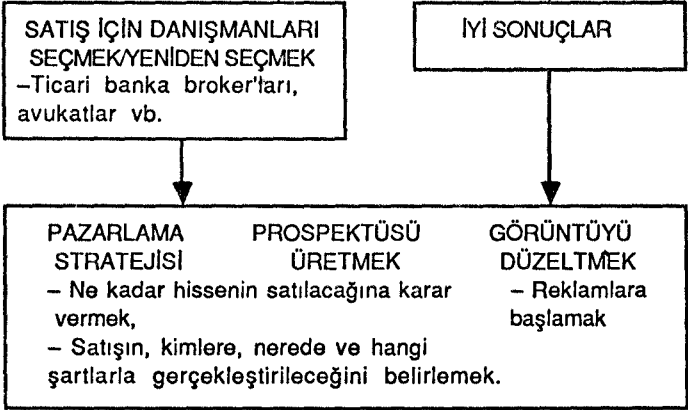 SATIŞ İÇİN DANIŞMANLARI
SEÇMEK/YENİDEN SEÇMEK
–Ticari banka broker'ları,
avukatlar vb.
İYİ SONUÇLAR
PAZARLAMA
STRATEJİSİ
PROSPEKTÜSÜ
ÜRETMEK
GÖRÜNTÜYÜ
DÜZELTMEK
– Ne kadar hissenin satılacağına karar
vermek,
– Satışın, kimlere, nerede ve hangi
şartlarla gerçekleştirileceğini belirlemek.
– Reklamlara
başlamak